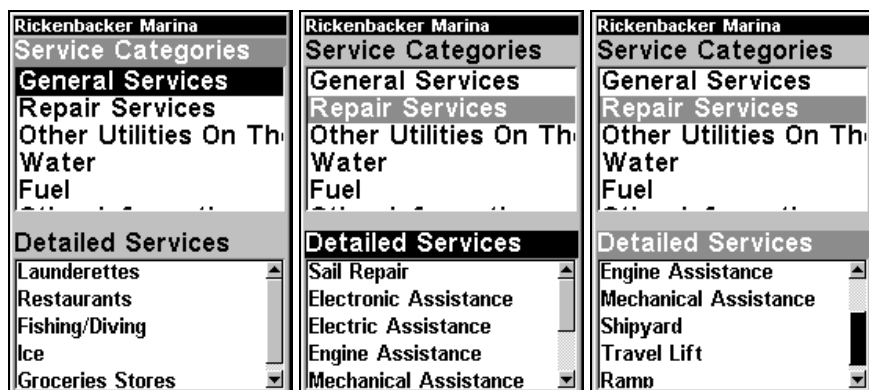 Rickenbacker Marina
Service Categories
General Services
Repair Services
Other Utilities On
Water
Fuel
Detailed Services
Launderettes
Restaurants
Fishing/Diving
Ice
Groceries Stores
Rickenbacker Marina
Service Categories
General Services
Repair Services
Other Utilities On
Water
Fuel
Detailed Services
Sail Repair
Electronic Assistance
Electric Assistance
Engine Assistance
Mechanical Assistance
Rickenbacker Marina
Service Categories
General Services
Repair Services
Other Utilities On
Water
Fuel
Detailed Services
Engine Assistance
Mechanical Assistance
Shipyard
Travel Lift
Ramp